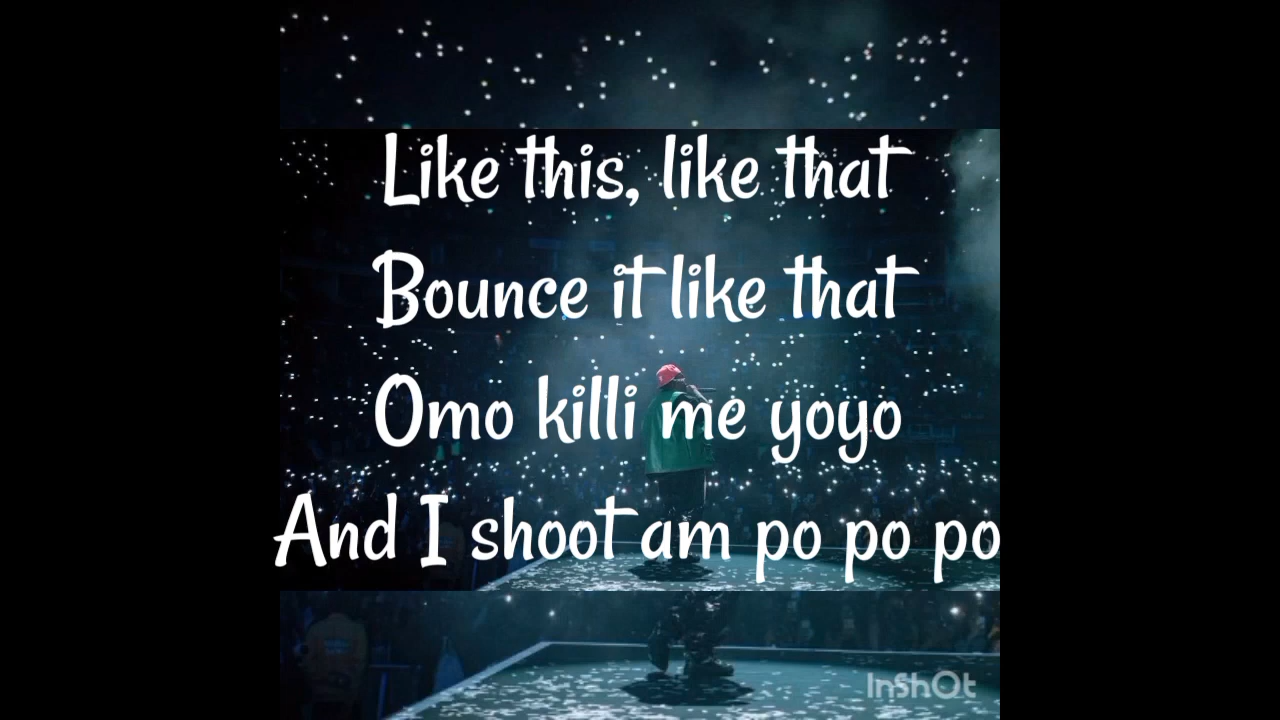 Like this, like that
Bounce it like that
Omo killi me yoyo
And I shoot am po po po
InShOt